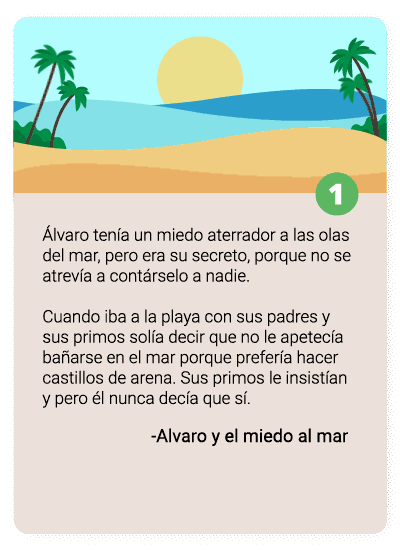 1
Álvaro tenía un miedo aterrador a las olas
del mar, pero era su secreto, porque no se
atrevía a contárselo a nadie.
Cuando iba a la playa con sus padres y
sus primos solía decir que no le apetecía
bañarse en el mar porque prefería hacer
castillos de arena. Sus primos le insistían
y pero él nunca decía que sí.
-Alvaro y el miedo al mar